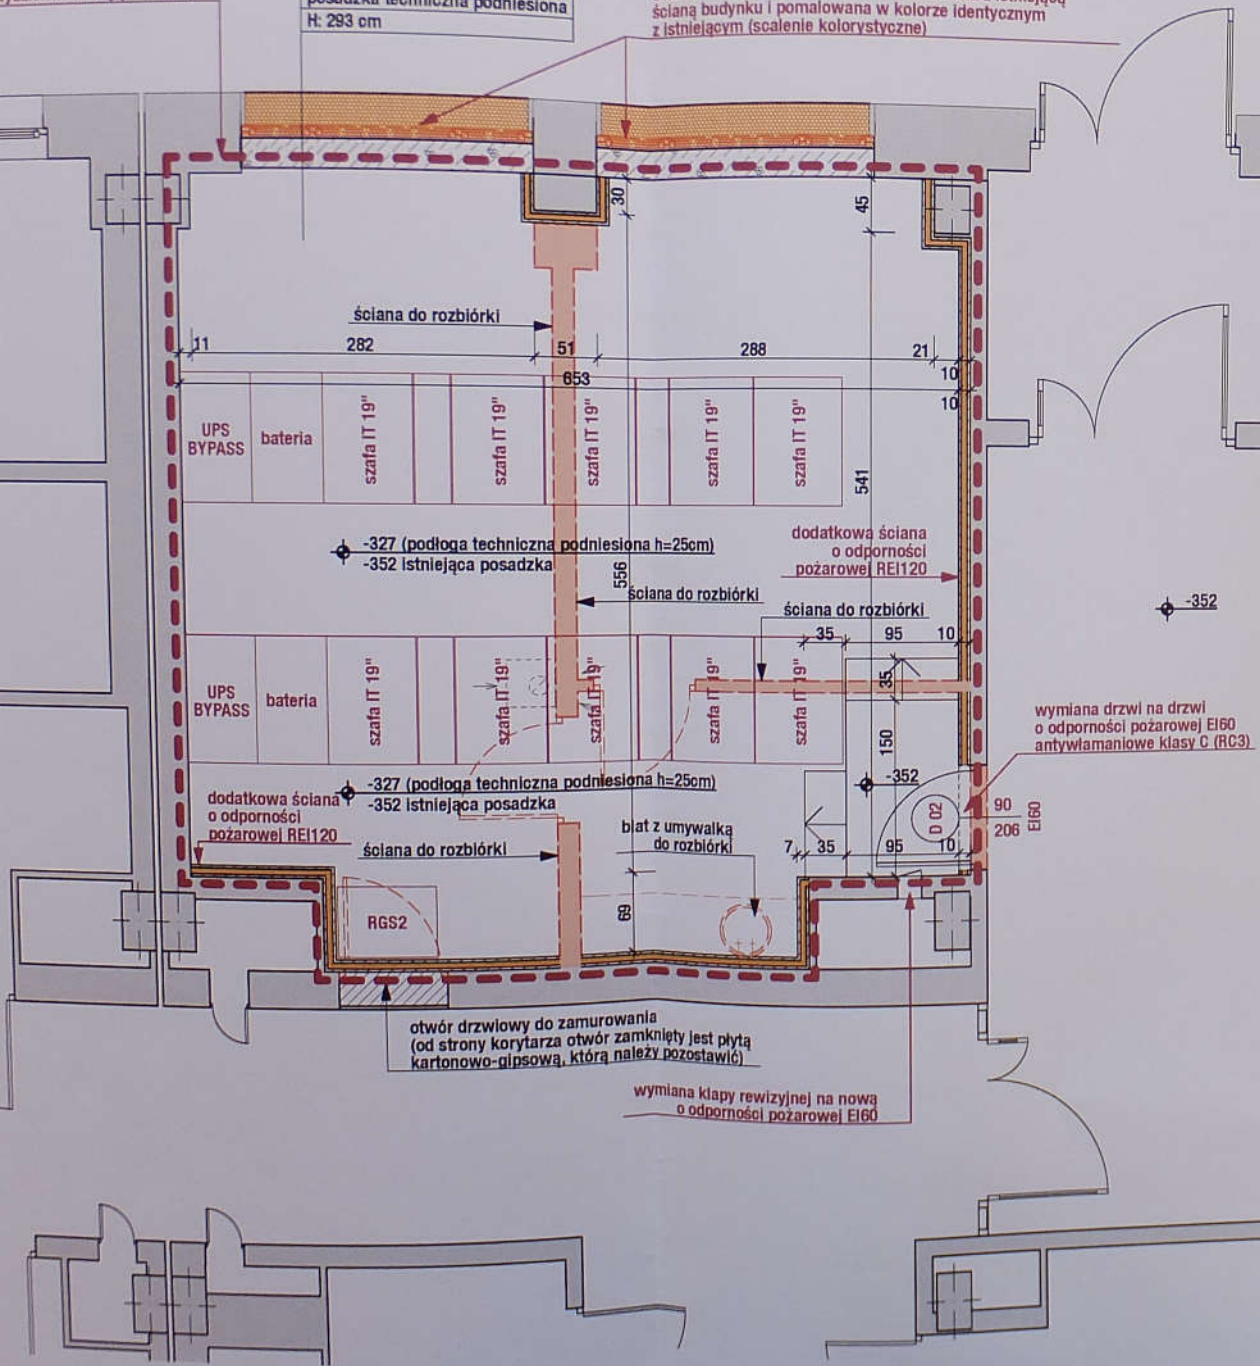 posadzka techniczna podniesiona
H: 293 cm
ścianą budynku i pomalowana w kolorze identycznym
z istniejącym (scalenie kolorystyczne)
30
45
ściana do rozbiórki
11
282
51
288
21
653
10
10
UPS
BYPASS
bateria
szafa IT 19"
szafa IT 19"
szafa IT 19"
szafa IT 19"
szafa IT 19"
541
dodatkowa ściana
o odporności
pożarowej REI120
-327 (podłoga techniczna podniesiona h=25cm)
-352 istniejąca posadzka
556
ściana do rozbiórki
ściana do rozbiórki
-352
35
95
10
UPS
BYPASS
bateria
szafa IT 19"
szafa IT 19"
szafa IT 19"
szafa IT 19"
szafa IT 19"
35
150
wymiana drzwi na drzwi
o odporności pożarowej EI60
antywłamaniowe klasy C (RC3)
-327 (podłoga techniczna podniesiona h=25cm)
-352 istniejąca posadzka
-352
dodatkowa ściana
o odporności
pożarowej REI120
D 02
90
206
EI60
blat z umywalką
do rozbiórki
ściana do rozbiórki
7
35
95
10
RGS2
69
otwór drzwiowy do zamurowania
(od strony korytarza otwór zamknięty jest płytą
kartonowo-gipsową, którą należy pozostawić)
wymiana klapy rewizyjnej na nową
o odporności pożarowej EI60